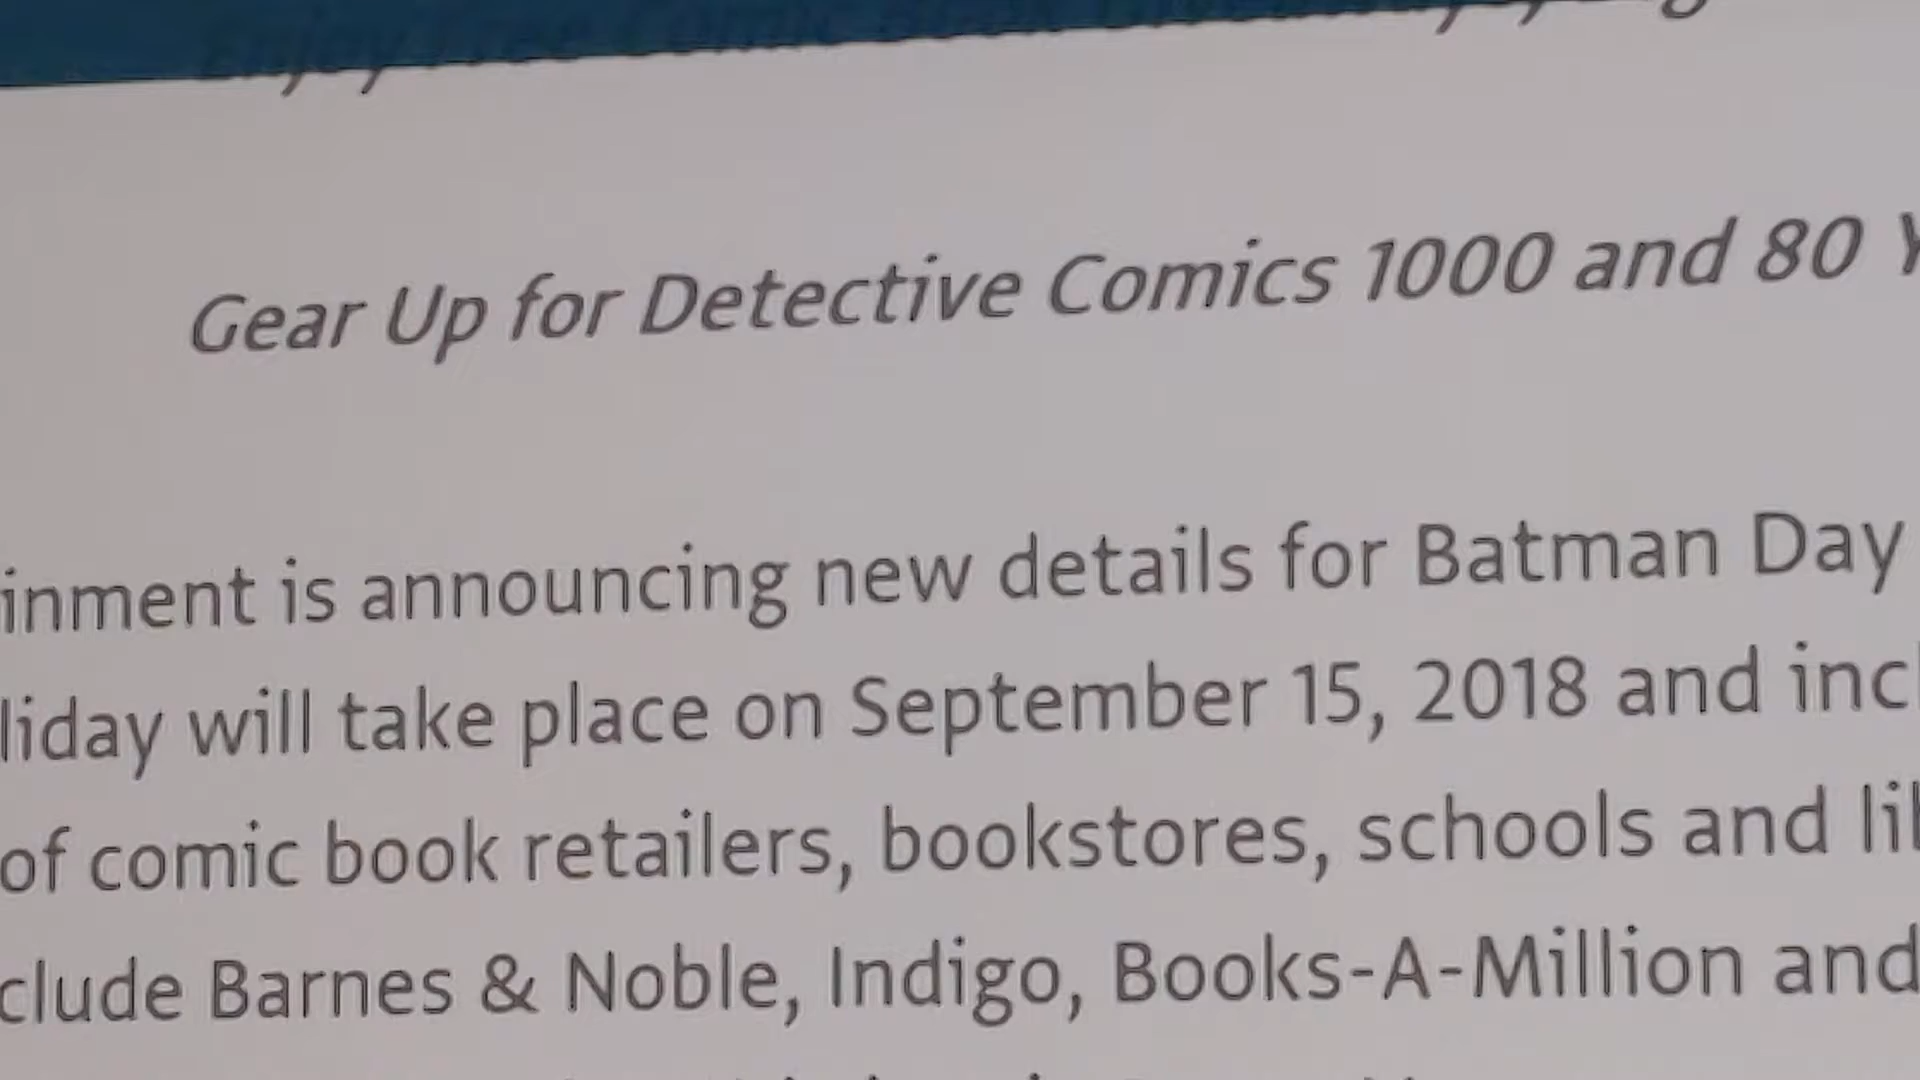 Gear Up for Detective Comics 1000 and 80 Y
inment is announcing new details for Batman Day
liday will take place on September 15, 2018 and incl
of comic book retailers, bookstores, schools and lib
clude Barnes & Noble, Indigo, Books-A-Million and